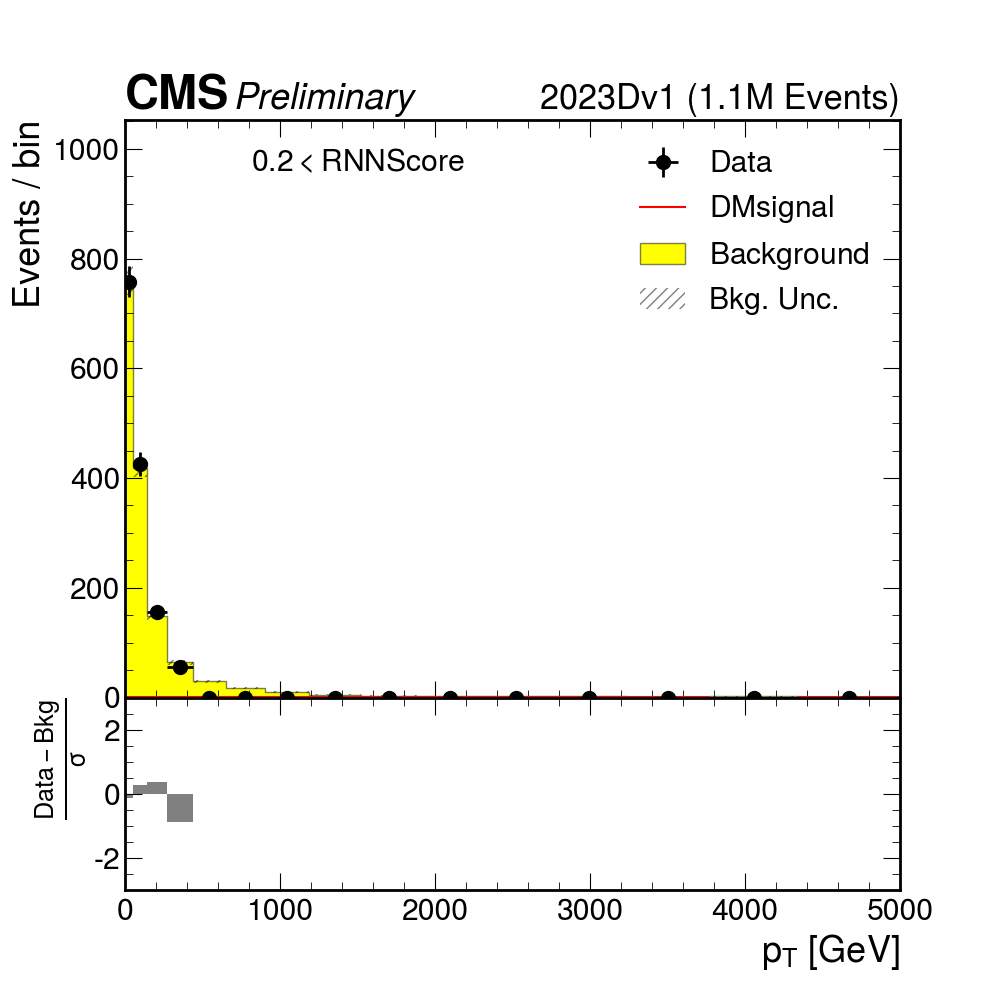 CMS Preliminary 2023Dv1 (1.1M Events)
Events / bin
0.2 < RNNScore
Data
DMsignal
Background
Bkg. Unc.
1000
800
600
400
200
0
Data − Bkg
σ
2
0
-2
0 1000 2000 3000 4000 5000
p_T [GeV]